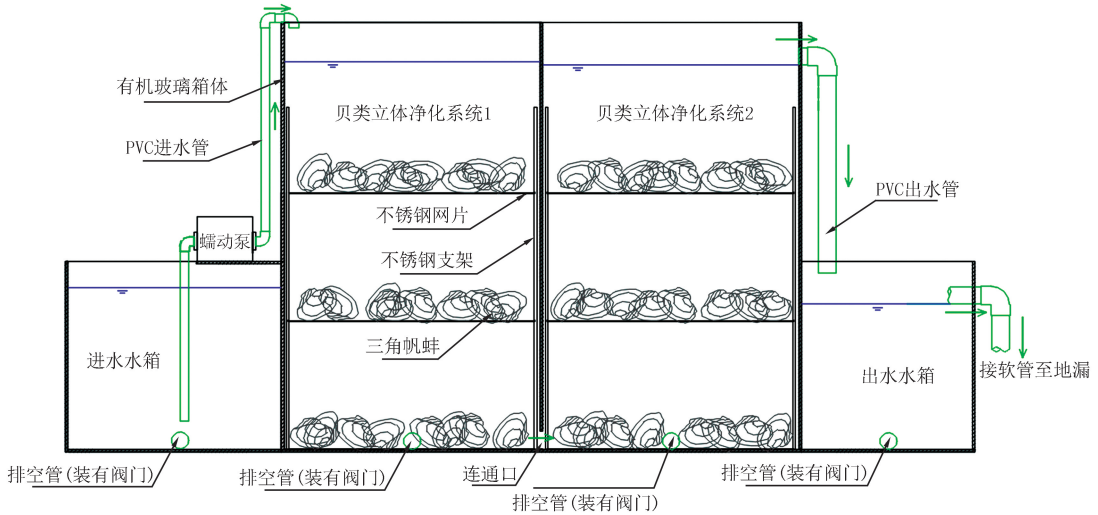 有机玻璃箱体
贝类立体净化系统1
贝类立体净化系统2
PVC进水管
PVC出水管
不锈钢网片
蠕动泵
不锈钢支架
三角帆蚌
进水水箱
接软管至地漏
出水水箱
排空管(装有阀门)
排空管(装有阀门)
连通口
排空管(装有阀门)
排空管(装有阀门)